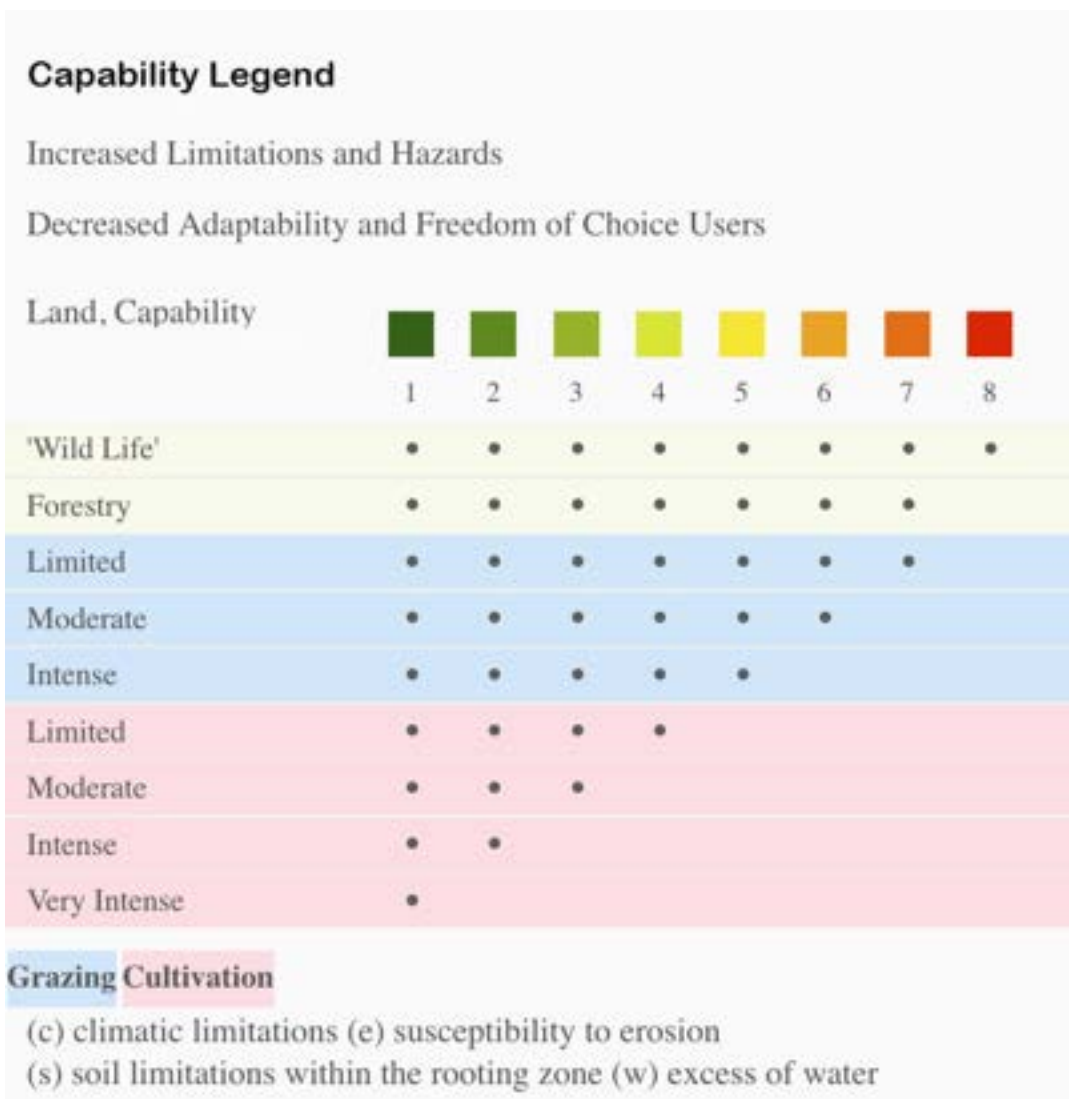 Capability Legend
Increased Limitations and Hazards
Decreased Adaptability and Freedom of Choice Users
Land, Capability
1 2 3 4 5 6 7 8
'Wild Life'
Forestry
Limited
Moderate
Intense
Limited
Moderate
Intense
Very Intense
Grazing Cultivation
(c) climatic limitations (e) susceptibility to erosion
(s) soil limitations within the rooting zone (w) excess of water